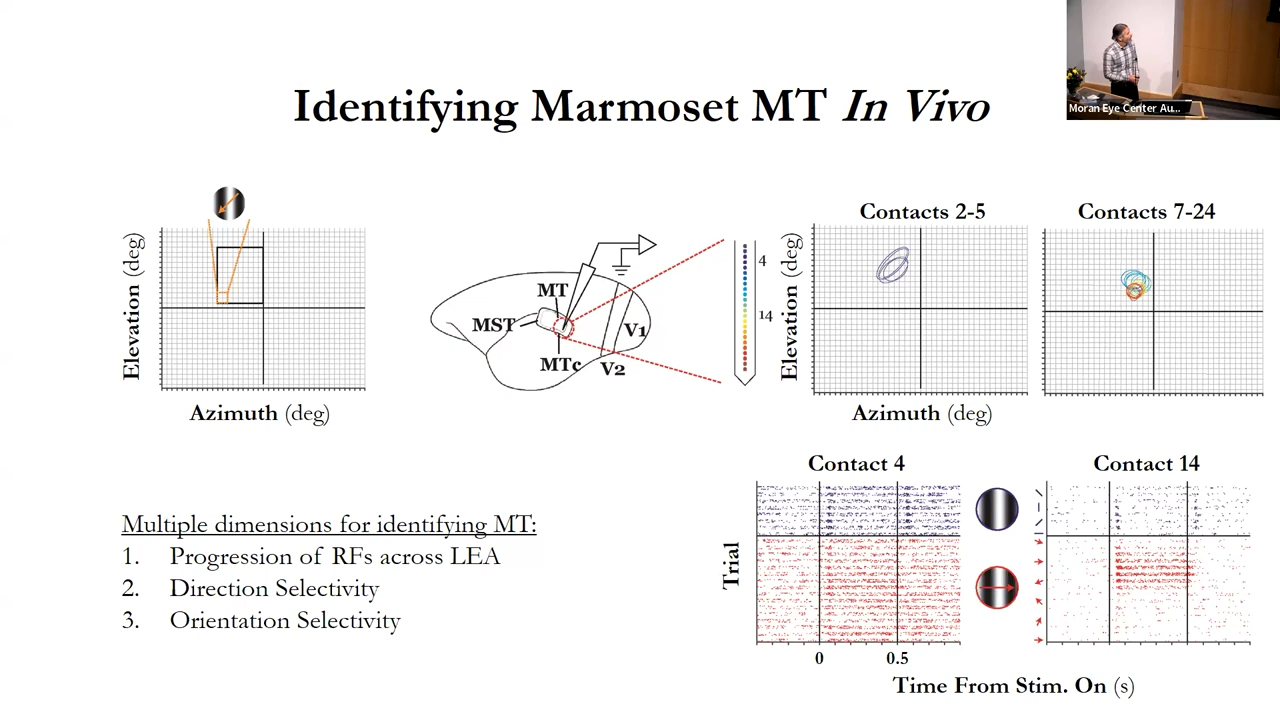 Identifying Marmoset MT In Vivo
Moran Eye Center Au...
Elevation (deg)
Azimuth (deg)
MT
MST
MTc
V1
V2
4
14
Contacts 2-5
Contacts 7-24
Elevation (deg)
Azimuth (deg)
Multiple dimensions for identifying MT:
1. Progression of RFs across LEA
2. Direction Selectivity
3. Orientation Selectivity
Contact 4
Contact 14
Trial
0
0.5
Time From Stim. On (s)